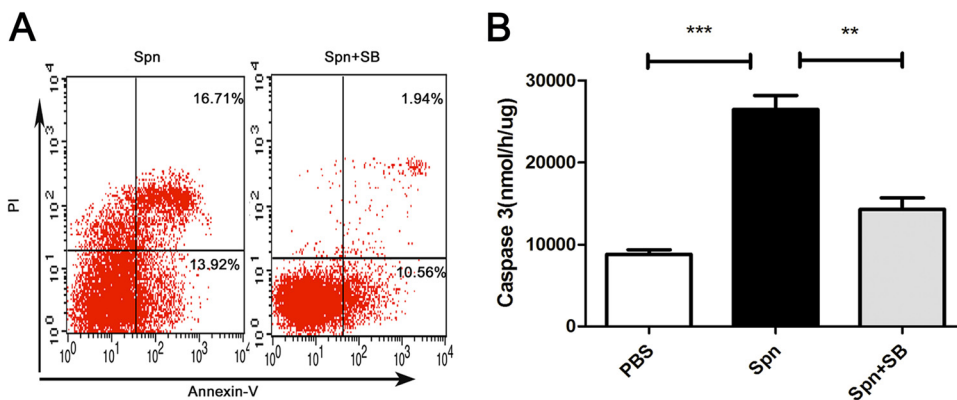 A
Spn
Spn+SB
10⁴
10³
10²
10¹
10⁰
16.71%
13.92%
10⁰ 10¹ 10² 10³ 10⁴
10⁴
10³
10²
10¹
10⁰
1.94%
10.56%
10⁰ 10¹ 10² 10³ 10⁴
PI
Annexin-V
B
*** **
30000
20000
10000
0
Caspase 3(nmol/h/ug)
PBS
Spn
Spn+SB